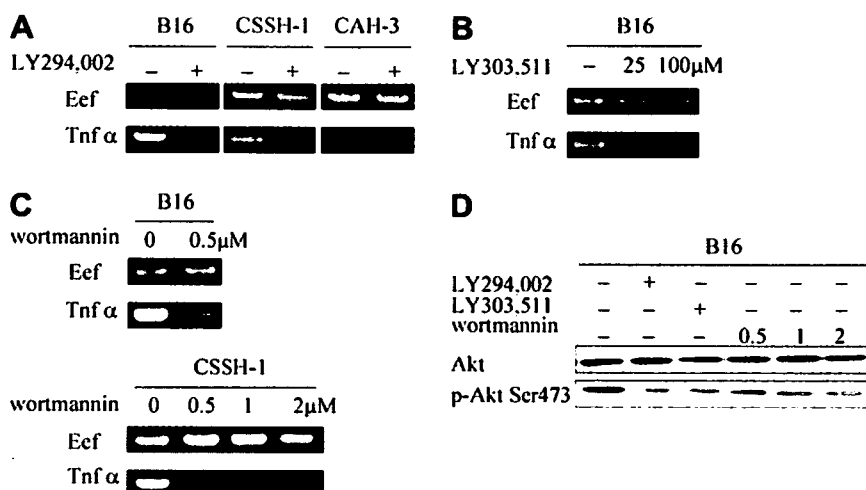 A
B16 CSSH-1 CAH-3
LY294,002 – + – + – +
Eef
Tnf α
B
B16
LY303,511 – 25 100μM
Eef
Tnf α
C
B16
wortmannin 0 0.5μM
Eef
Tnf α
CSSH-1
wortmannin 0 0.5 1 2μM
Eef
Tnf α
D
B16
LY294,002 – + – – – –
LY303,511 – – + – – –
wortmannin – – – 0.5 1 2
Akt
p-Akt Ser473